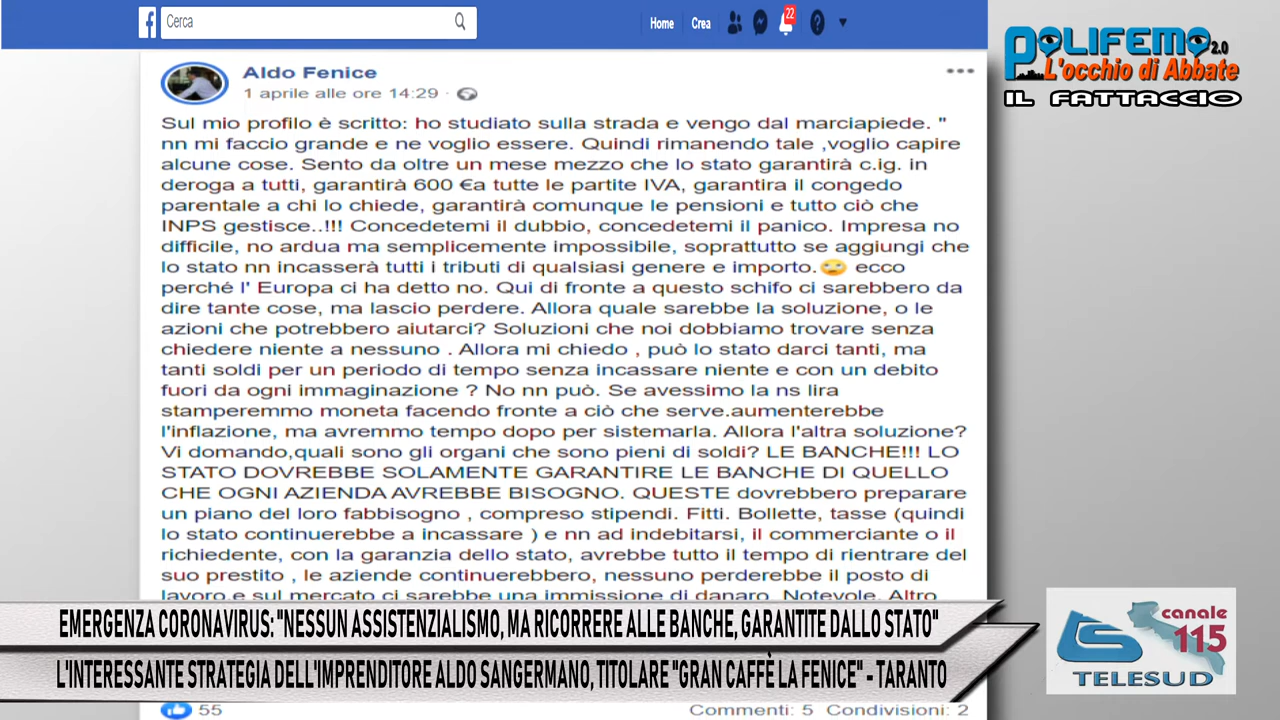 Cerca
Home Crea 22
POLIFEMO 2.0
L'occhio di Abbate
IL FATTACCIO
Aldo Fenice
1 aprile alle ore 14:29 ·
Sul mio profilo è scritto: ho studiato sulla strada e vengo dal marciapiede. "
nn mi faccio grande e ne voglio essere. Quindi rimanendo tale ,voglio capire
alcune cose. Sento da oltre un mese mezzo che lo stato garantirà c.ig. in
deroga a tutti, garantirà 600 €a tutte le partite IVA, garantira il congedo
parentale a chi lo chiede, garantirà comunque le pensioni e tutto ciò che
INPS gestisce..!!! Concedetemi il dubbio, concedetemi il panico. Impresa no
difficile, no ardua ma semplicemente impossibile, soprattutto se aggiungi che
lo stato nn incasserà tutti i tributi di qualsiasi genere e importo.🙄 ecco
perché l' Europa ci ha detto no. Qui di fronte a questo schifo ci sarebbero da
dire tante cose, ma lascio perdere. Allora quale sarebbe la soluzione, o le
azioni che potrebbero aiutarci? Soluzioni che noi dobbiamo trovare senza
chiedere niente a nessuno . Allora mi chiedo , può lo stato darci tanti, ma
tanti soldi per un periodo di tempo senza incassare niente e con un debito
fuori da ogni immaginazione ? No nn può. Se avessimo la ns lira
stamperemmo moneta facendo fronte a ciò che serve.aumenterebbe
l'inflazione, ma avremmo tempo dopo per sistemarla. Allora l'altra soluzione?
Vi domando,quali sono gli organi che sono pieni di soldi? LE BANCHE!!! LO
STATO DOVREBBE SOLAMENTE GARANTIRE LE BANCHE DI QUELLO
CHE OGNI AZIENDA AVREBBE BISOGNO. QUESTE dovrebbero preparare
un piano del loro fabbisogno , compreso stipendi. Fitti. Bollette, tasse (quindi
lo stato continuerebbe a incassare ) e nn ad indebitarsi, il commerciante o il
richiedente, con la garanzia dello stato, avrebbe tutto il tempo di rientrare del
suo prestito , le aziende continuerebbero, nessuno perderebbe il posto di
lavoro.e sul mercato ci sarebbe una immissione di danaro. Notevole. Altro
EMERGENZA CORONAVIRUS: "NESSUN ASSISTENZIALISMO, MA RICORRERE ALLE BANCHE, GARANTITE DALLO STATO"
L'INTERESSANTE STRATEGIA DELL'IMPRENDITORE ALDO SANGERMANO, TITOLARE "GRAN CAFFÈ LA FENICE" - TARANTO
canale
115
TELESUD
55
Commenti: 5 Condivisioni: 2